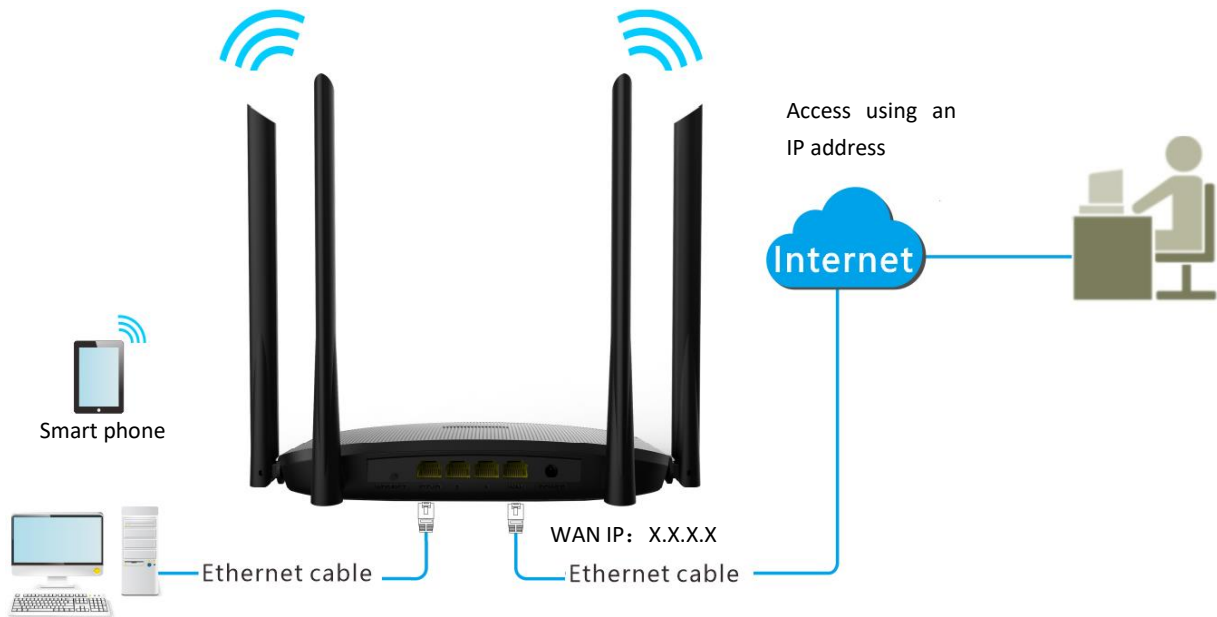 Access using an
IP address
Internet
Smart phone
WAN IP：X.X.X.X
Ethernet cable
Ethernet cable